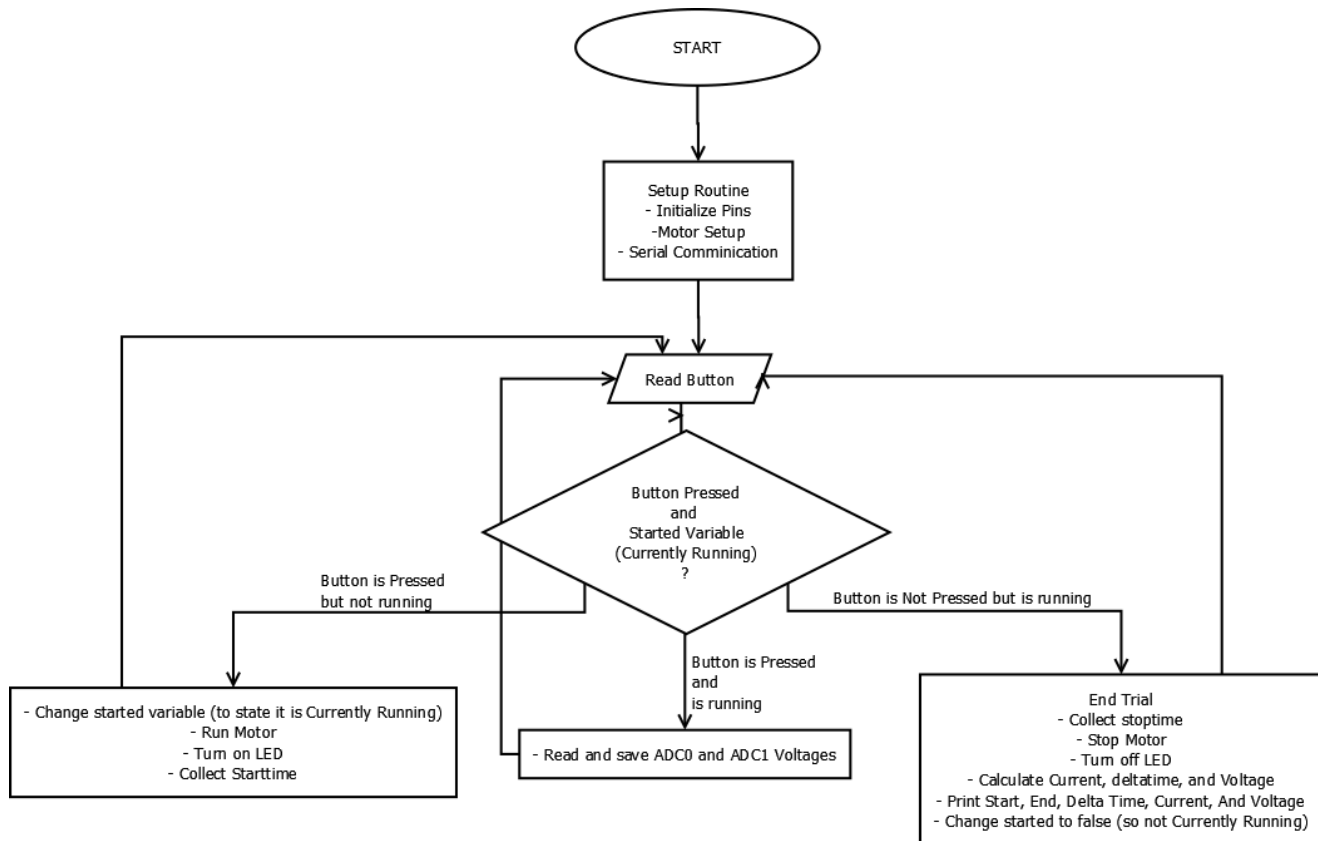 START
Setup Routine
- Initialize Pins
-Motor Setup
- Serial Comminication
Read Button
Button Pressed
and
Started Variable
(Currently Running)
?
Button is Pressed
but not running
Button is Not Pressed but is running
Button is Pressed
and
is running
- Change started variable (to state it is Currently Running)
- Run Motor
- Turn on LED
- Collect Starttime
- Read and save ADC0 and ADC1 Voltages
End Trial
- Collect stoptime
- Stop Motor
- Turn off LED
- Calculate Current, deltatime, and Voltage
- Print Start, End, Delta Time, Current, And Voltage
- Change started to false (so not Currently Running)